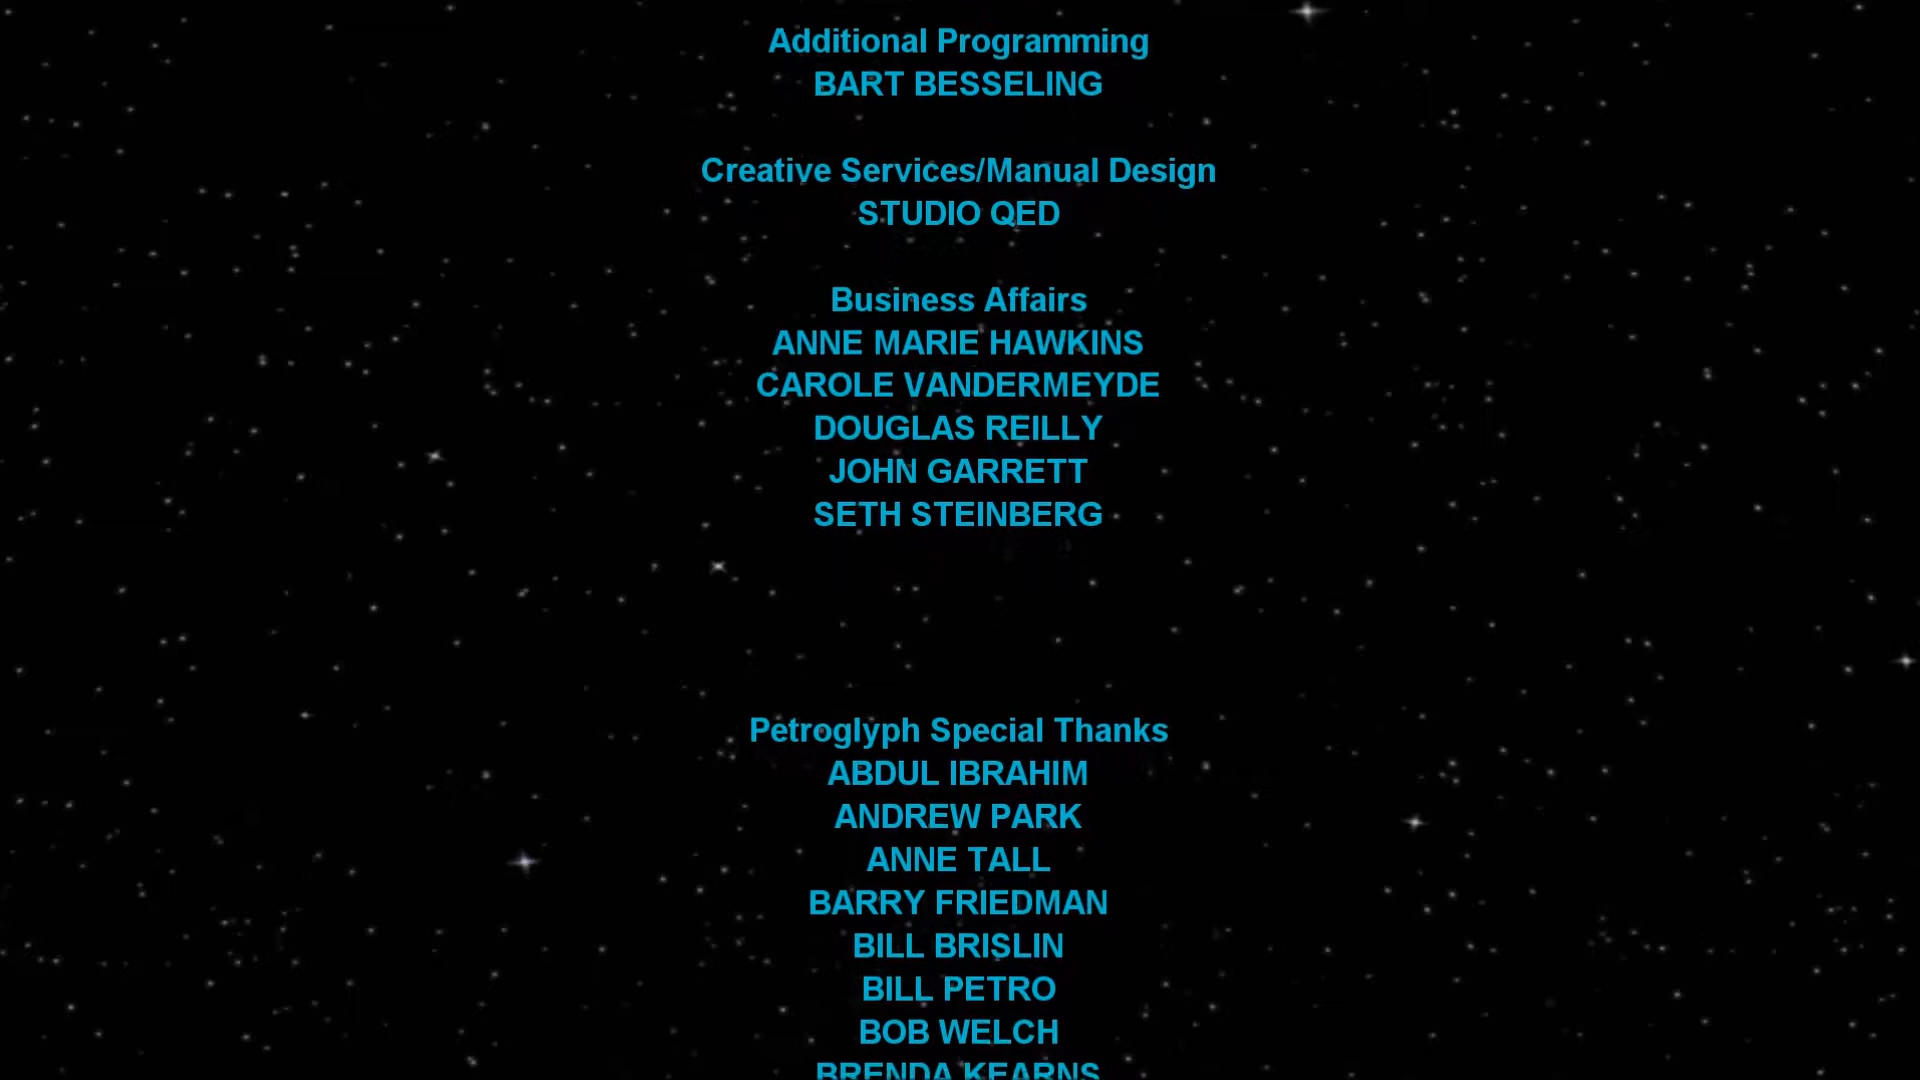 Additional Programming
BART BESSELING
Creative Services/Manual Design
STUDIO QED
Business Affairs
ANNE MARIE HAWKINS
CAROLE VANDERMEYDE
DOUGLAS REILLY
JOHN GARRETT
SETH STEINBERG
Petroglyph Special Thanks
ABDUL IBRAHIM
ANDREW PARK
ANNE TALL
BARRY FRIEDMAN
BILL BRISLIN
BILL PETRO
BOB WELCH
BRENDA KEARNS